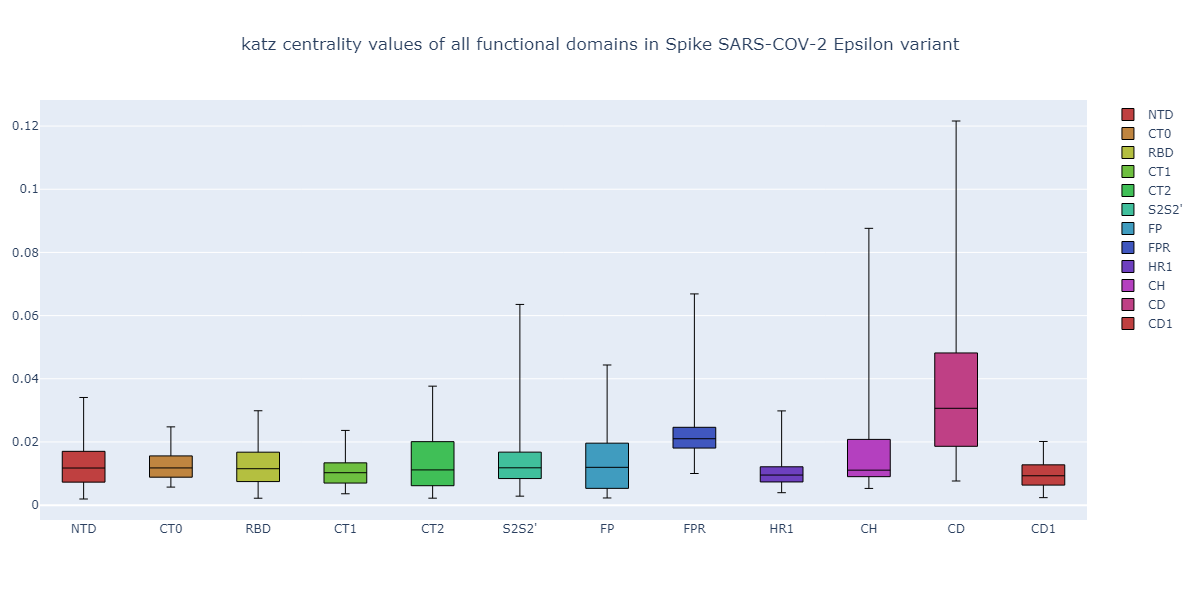 katz centrality values of all functional domains in Spike SARS-COV-2 Epsilon variant
0.12
0.1
0.08
0.06
0.04
0.02
0
NTD CT0 RBD CT1 CT2 S2S2' FP FPR HR1 CH CD CD1
NTD
CT0
RBD
CT1
CT2
S2S2'
FP
FPR
HR1
CH
CD
CD1